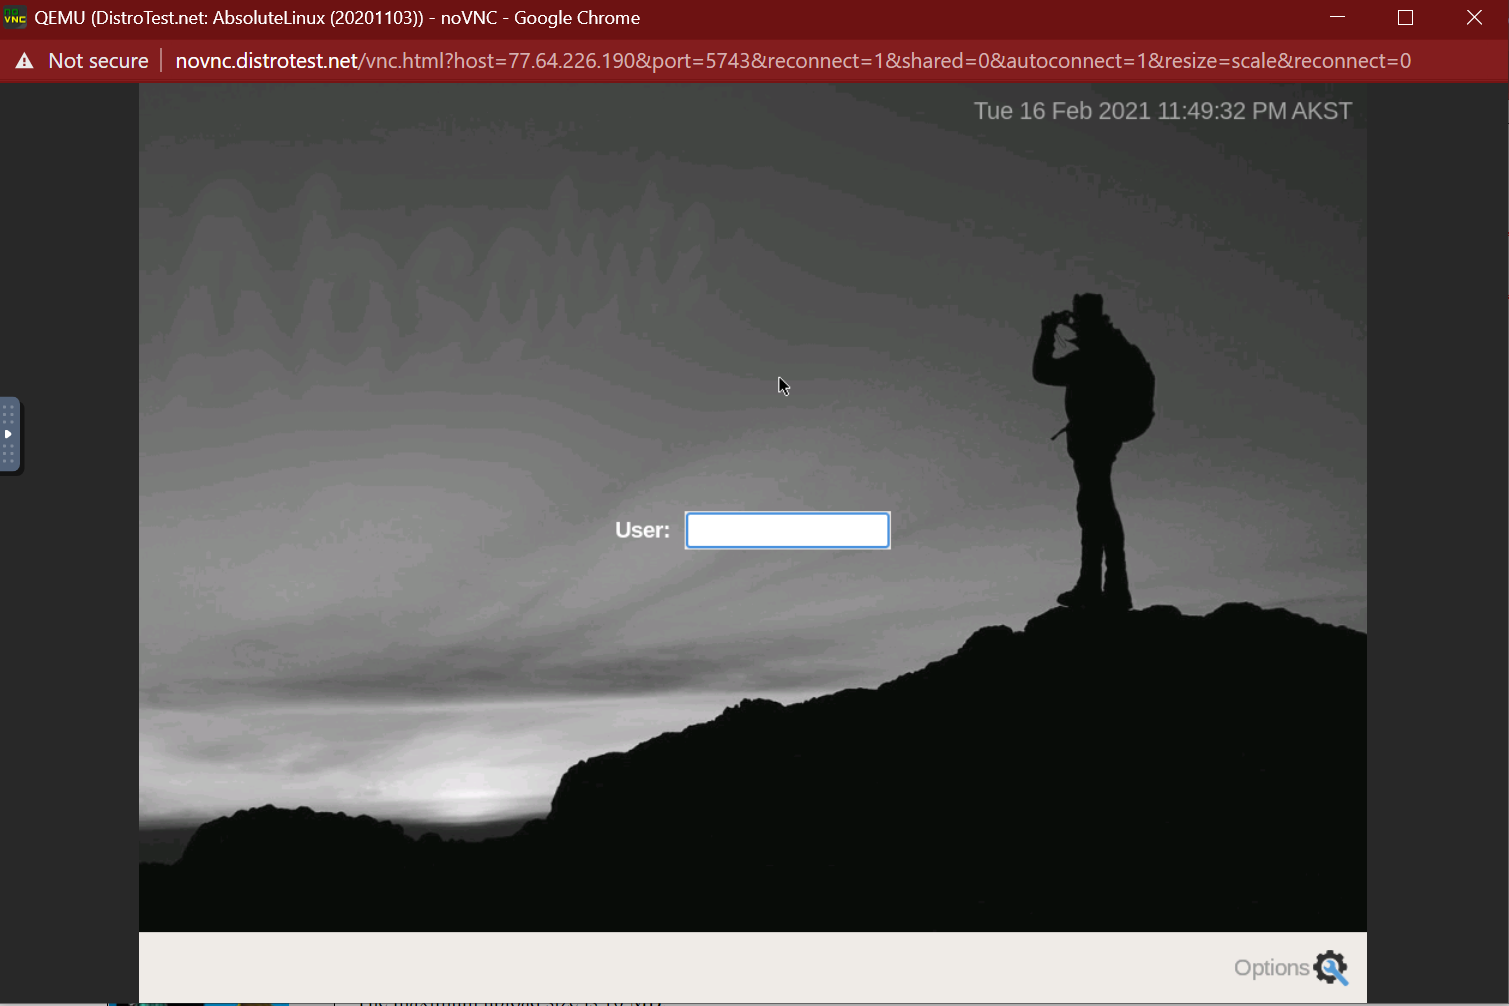 QEMU (DistroTest.net: AbsoluteLinux (20201103)) - noVNC - Google Chrome
Not secure novnc.distrotest.net/vnc.html?host=77.64.226.190&port=5743&reconnect=1&shared=0&autoconnect=1&resize=scale&reconnect=0
Tue 16 Feb 2021 11:49:32 PM AKST
Absolute
User:
Options